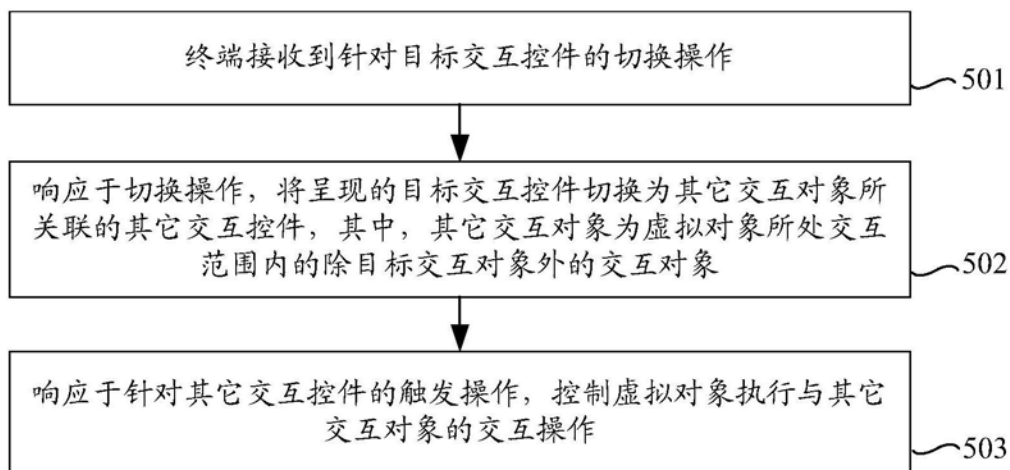 终端接收到针对目标交互控件的切换操作
501
响应于切换操作，将呈现的目标交互控件切换为其它交互对象所
关联的其它交互控件，其中，其它交互对象为虚拟对象所处交互
范围内的除目标交互对象外的交互对象
502
响应于针对其它交互控件的触发操作，控制虚拟对象执行与其它
交互对象的交互操作
503